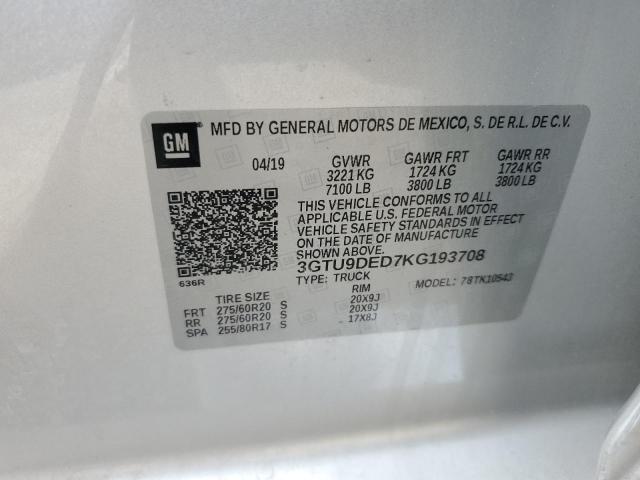 GM
MFD BY GENERAL MOTORS DE MEXICO, S. DE R.L. DE C.V.
04/19 GVWR GAWR FRT GAWR RR
3221 KG 1724 KG 1724 KG
7100 LB 3800 LB 3800 LB
THIS VEHICLE CONFORMS TO ALL
APPLICABLE U.S. FEDERAL MOTOR
VEHICLE SAFETY STANDARDS IN EFFECT
ON THE DATE OF MANUFACTURE SHOWN ABOVE.
3GTU9DED7KG193708
636R TYPE: TRUCK MODEL: 78TK10543
TIRE SIZE RIM
FRT 275/60R20 S 20X9J
RR 275/60R20 S 20X9J
SPA 255/80R17 S 17X8J